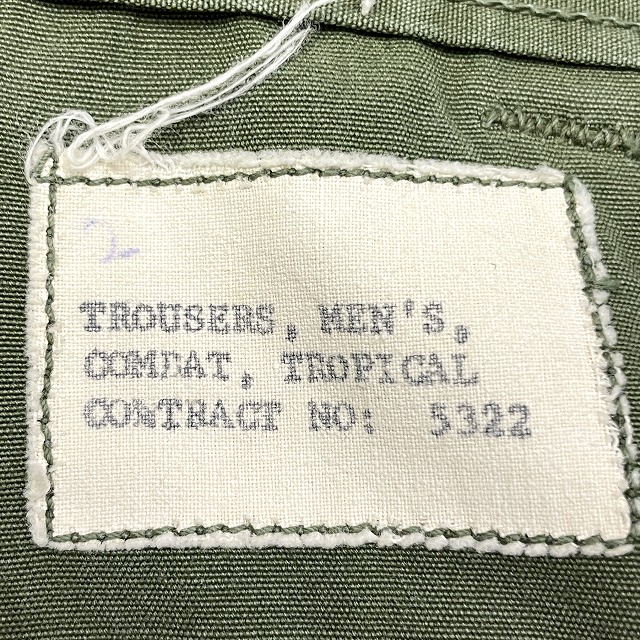 2
TROUSERS, MEN'S,
COMBAT, TROPICAL
CONTRACT NO: 5322